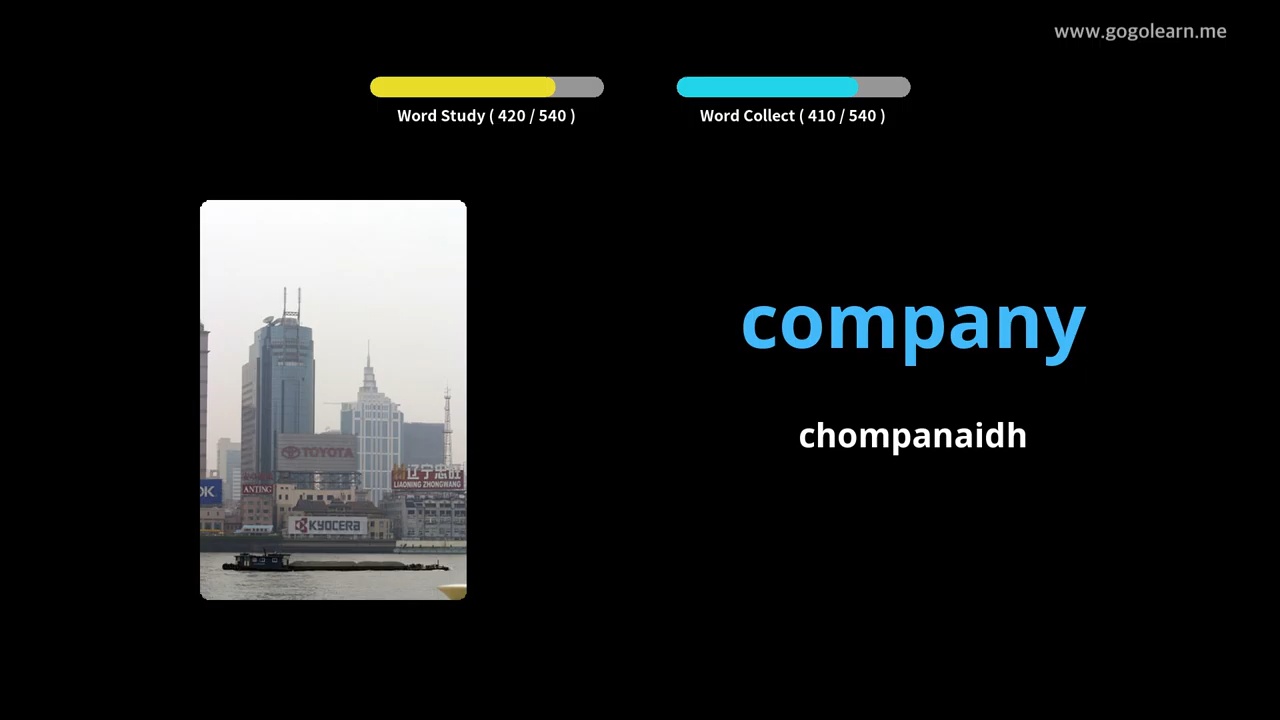 www.gogolearn.me
Word Study ( 420 / 540 )
Word Collect ( 410 / 540 )
company
chompanaidh
TOYOTA
辽宁忠旺
LIAONING ZHONGWANG
OK
ANTING
KYOCERA